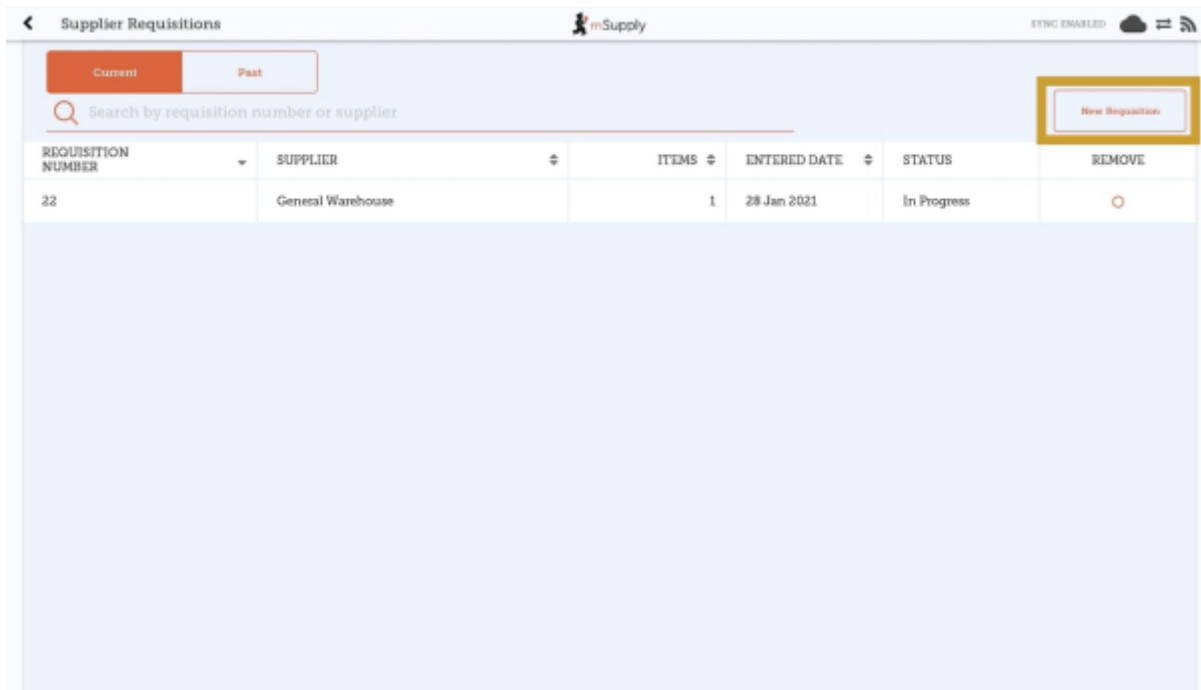 Supplier Requisitions
mSupply
SYNC ENABLED
Current
Past
Search by requisition number or supplier
New Requisition
REQUISITION
NUMBER
SUPPLIER
ITEMS
ENTERED DATE
STATUS
REMOVE
22
General Warehouse
1
28 Jan 2021
In Progress